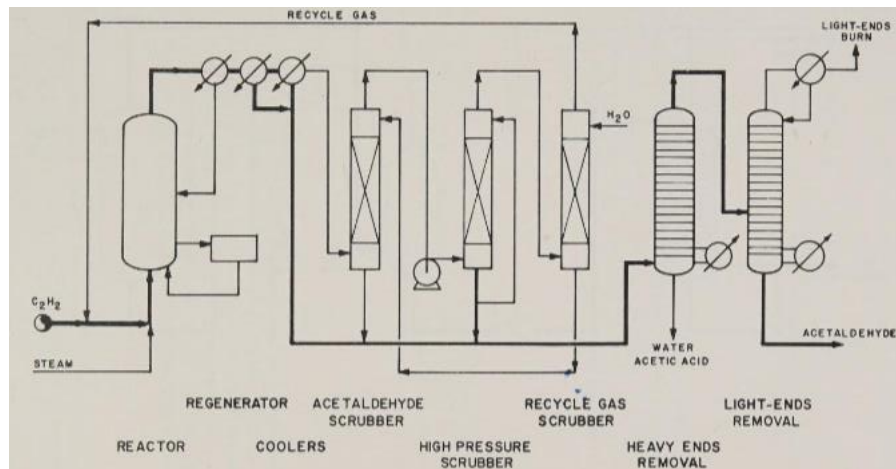 RECYCLE GAS
LIGHT-ENDS
BURN
H₂O
C₂H₂
STEAM
WATER
ACETIC ACID
ACETALDEHYDE
REGENERATOR
ACETALDEHYDE
SCRUBBER
RECYCLE GAS
SCRUBBER
LIGHT-ENDS
REMOVAL
REACTOR
COOLERS
HIGH PRESSURE
SCRUBBER
HEAVY ENDS
REMOVAL